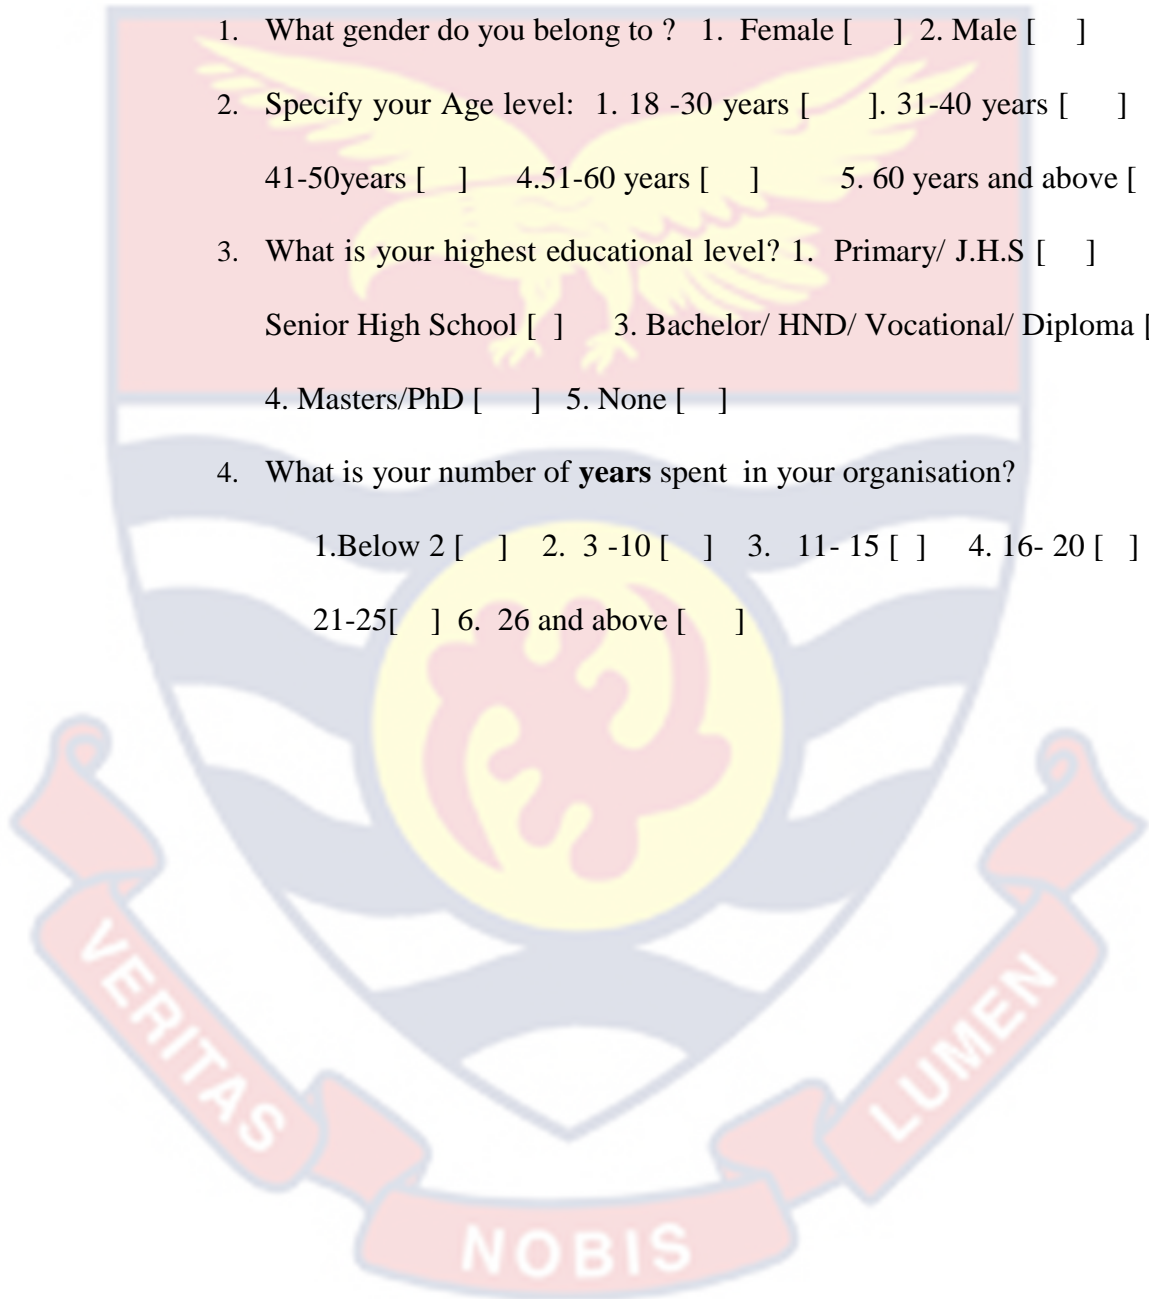 1. What gender do you belong to ? 1. Female [ ] 2. Male [ ]
2. Specify your Age level: 1. 18 -30 years [ ]. 31-40 years [ ]
41-50years [ ] 4.51-60 years [ ] 5. 60 years and above [
3. What is your highest educational level? 1. Primary/ J.H.S [ ]
Senior High School [ ] 3. Bachelor/ HND/ Vocational/ Diploma [
4. Masters/PhD [ ] 5. None [ ]
4. What is your number of years spent in your organisation?
1.Below 2 [ ] 2. 3 -10 [ ] 3. 11- 15 [ ] 4. 16- 20 [ ]
21-25[ ] 6. 26 and above [ ]
VERITAS
NOBIS
LUMEN